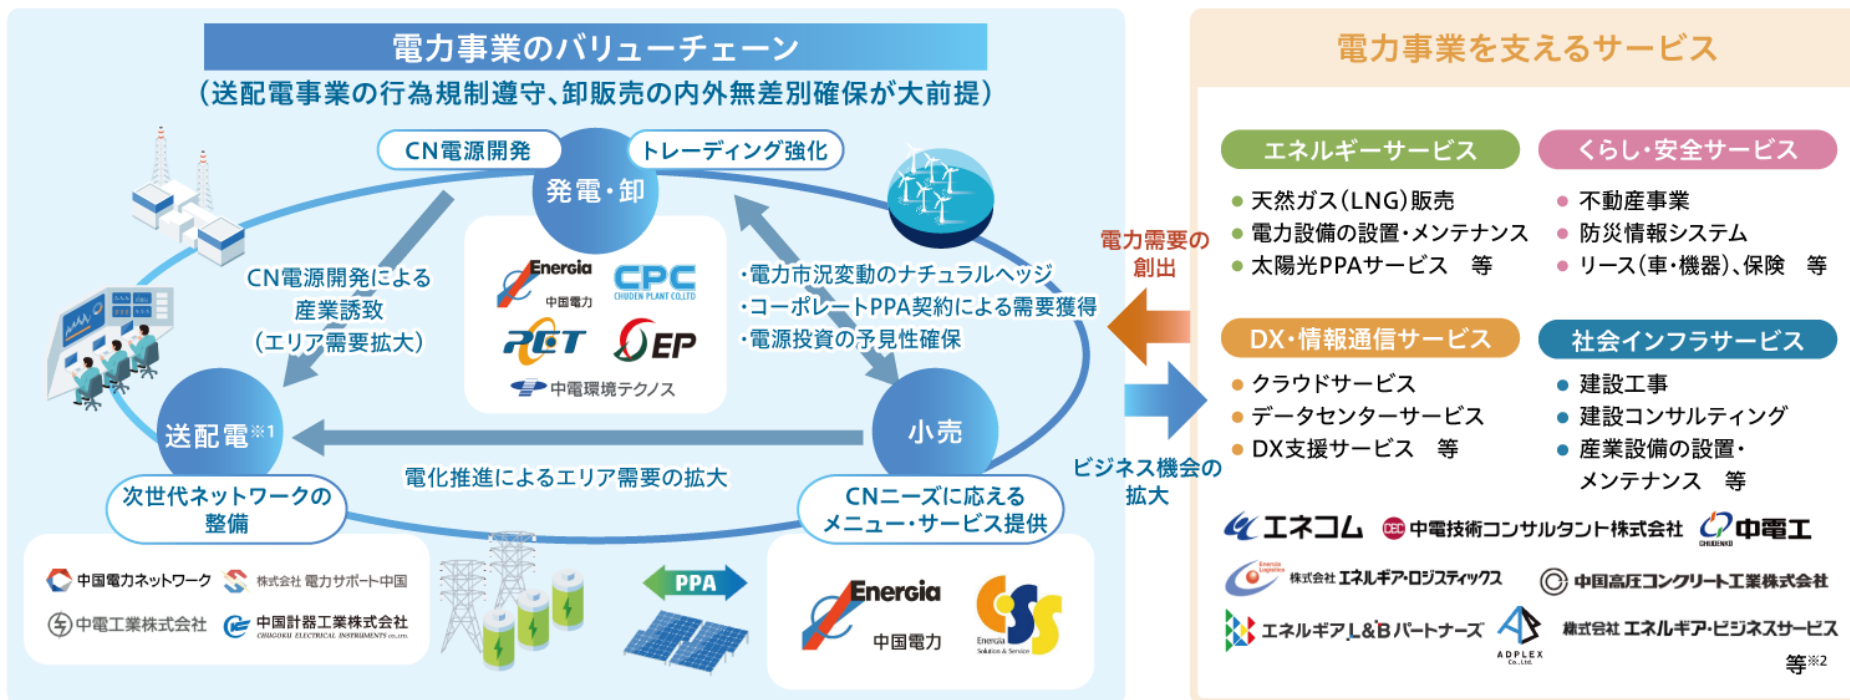 電力事業のバリューチェーン
（送配電事業の行為規制遵守、卸販売の内外無差別確保が大前提）
CN電源開発
トレーディング強化
発電・卸
Energia
中国電力
CPC
CHUDEN PLANT CO.,LTD
PET
EP
中電環境テクノス
CN電源開発による
産業誘致
（エリア需要拡大）
・電力市況変動のナチュラルヘッジ
・コーポレートPPA契約による需要獲得
・電源投資の予見性確保
送配電※1
小売
電化推進によるエリア需要の拡大
次世代ネットワークの
整備
CNニーズに応える
メニュー・サービス提供
中国電力ネットワーク
株式会社 電力サポート中国
中電工業株式会社
中国計器工業株式会社
CHUGOKU ELECTRICAL INSTRUMENTS co.,LTD.
PPA
Energia
中国電力
CSS
Energia
Solution & Service
電力需要の
創出
ビジネス機会の
拡大
電力事業を支えるサービス
エネルギーサービス
● 天然ガス（LNG）販売
● 電力設備の設置・メンテナンス
● 太陽光PPAサービス　等
くらし・安全サービス
● 不動産事業
● 防災情報システム
● リース（車・機器）、保険　等
DX・情報通信サービス
● クラウドサービス
● データセンターサービス
● DX支援サービス　等
社会インフラサービス
● 建設工事
● 建設コンサルティング
● 産業設備の設置・
メンテナンス　等
エネコム
CEC 中電技術コンサルタント株式会社
CHUDENKO 中電工
Energia Logistics 株式会社 エネルギア・ロジスティックス
中国高圧コンクリート工業株式会社
エネルギアL&Bパートナーズ
ADPLEX
Co., Ltd.
株式会社 エネルギア・ビジネスサービス
等※2